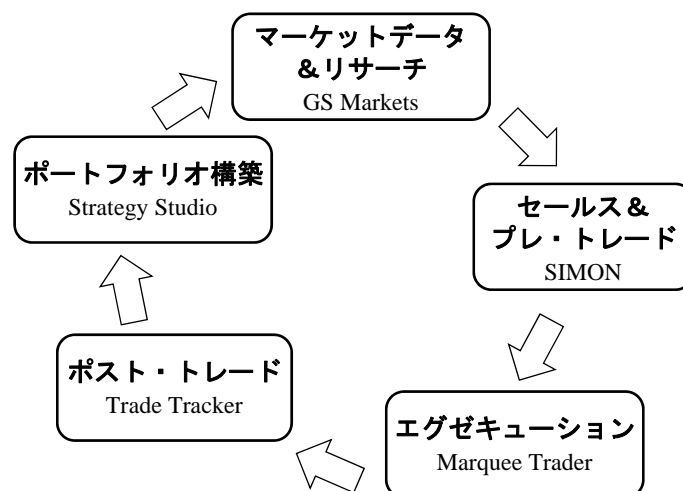 マーケットデータ
＆リサーチ
GS Markets
セールス＆
プレ・トレード
SIMON
エグゼキューション
Marquee Trader
ポスト・トレード
Trade Tracker
ポートフォリオ構築
Strategy Studio